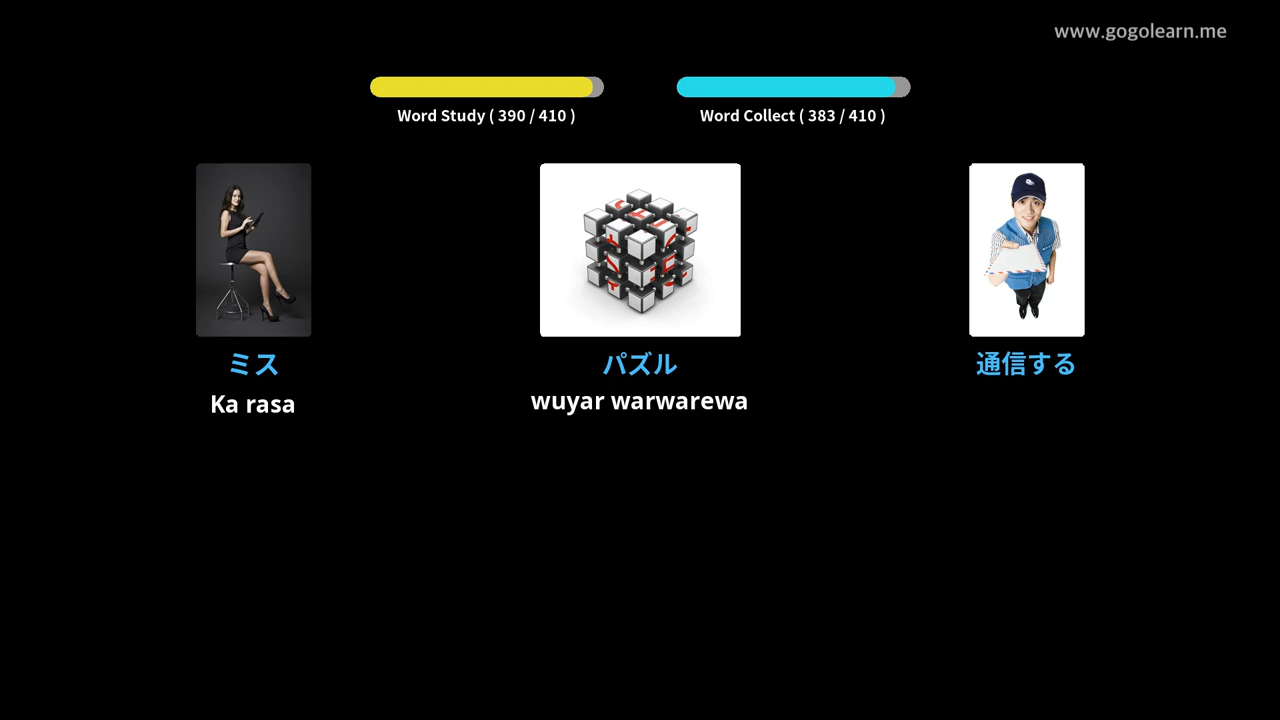 www.gogolearn.me
Word Study ( 390 / 410 )
Word Collect ( 383 / 410 )
ミス
パズル
通信する
Ka rasa
wuyar warwarewa